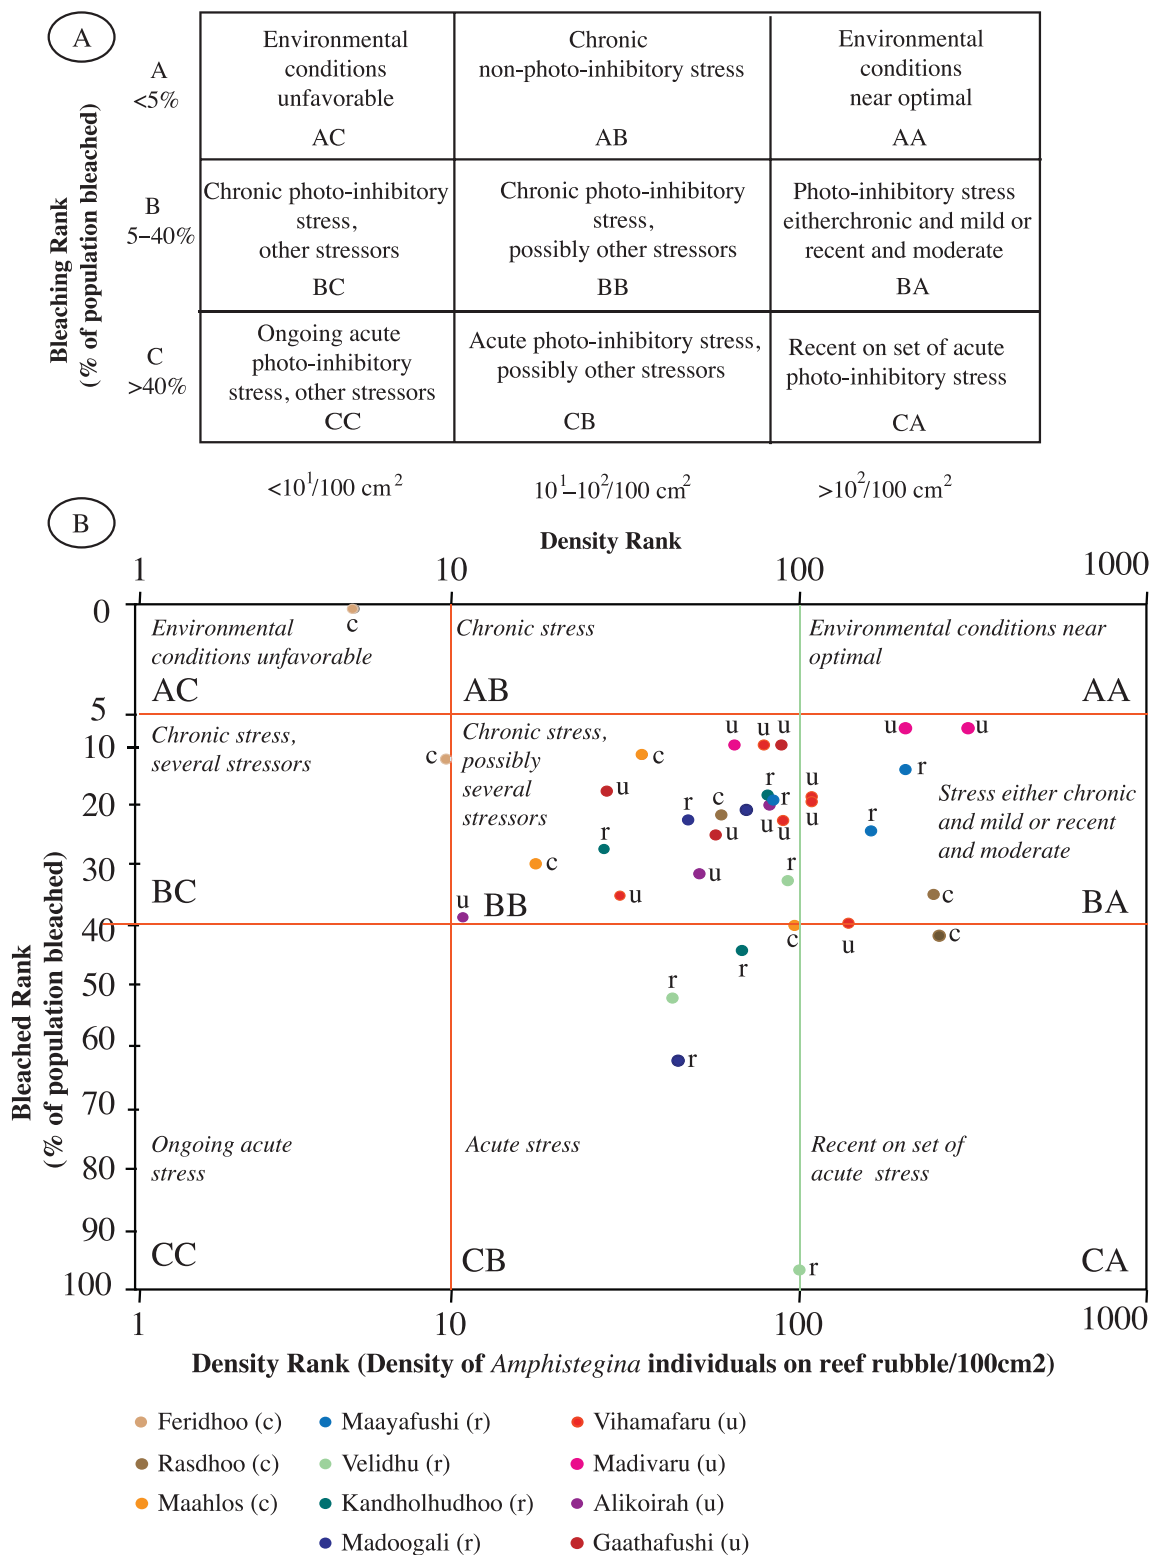 A
Bleaching Rank
(% of population bleached)
A
<5%
Environmental
conditions
unfavorable
AC
Chronic
non-photo-inhibitory stress
AB
Environmental
conditions
near optimal
AA
B
5–40%
Chronic photo-inhibitory
stress,
other stressors
BC
Chronic photo-inhibitory
stress,
possibly other stressors
BB
Photo-inhibitory stress
eitherchronic and mild or
recent and moderate
BA
C
>40%
Ongoing acute
photo-inhibitory
stress, other stressors
CC
Acute photo-inhibitory stress,
possibly other stressors
CB
Recent on set of acute
photo-inhibitory stress
CA
<10¹/100 cm²
10¹–10²/100 cm²
>10²/100 cm²
B
Density Rank
1 10 100 1000
Bleached Rank
(% of population bleached)
0
5
10
20
30
40
50
60
70
80
90
100
c
Environmental
conditions unfavorable
AC
Chronic stress
AB
Environmental conditions near
optimal
AA
Chronic stress,
several stressors
BC
Chronic stress,
possibly
several
stressors
BB
u u u u u
c c r
u r u
r c r r
u u u u
r c
r
u u
u
Stress either chronic
and mild or recent
and moderate
BA
c
c u c
r
r
r
Ongoing acute
stress
CC
Acute stress
CB
Recent on set of
acute stress
CA
r
1 10 100 1000
Density Rank (Density of Amphistegina individuals on reef rubble/100cm2)
Feridhoo (c)
Rasdhoo (c)
Maahlos (c)
Maayafushi (r)
Velidhu (r)
Kandholhudhoo (r)
Madoogali (r)
Vihamafaru (u)
Madivaru (u)
Alikoirah (u)
Gaathafushi (u)